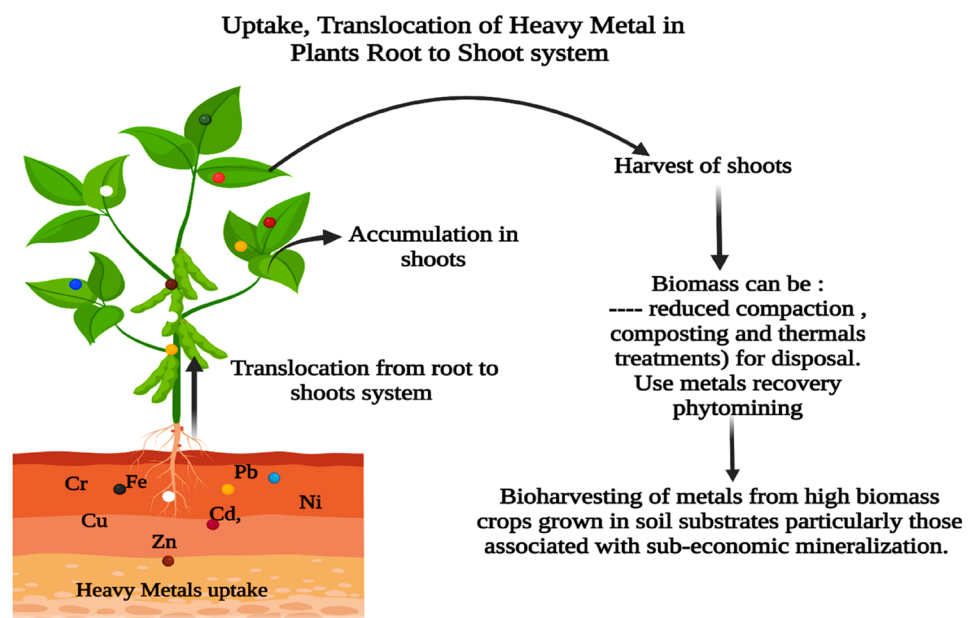 Uptake, Translocation of Heavy Metal in
Plants Root to Shoot system
Harvest of shoots
Accumulation in
shoots
Biomass can be :
---- reduced compaction ,
composting and thermals
treatments) for disposal.
Use metals recovery
phytomining
Translocation from root to
shoots system
Bioharvesting of metals from high biomass
crops grown in soil substrates particularly those
associated with sub-economic mineralization.
Cr
Fe
Pb
Ni
Cu
Cd,
Zn
Heavy Metals uptake